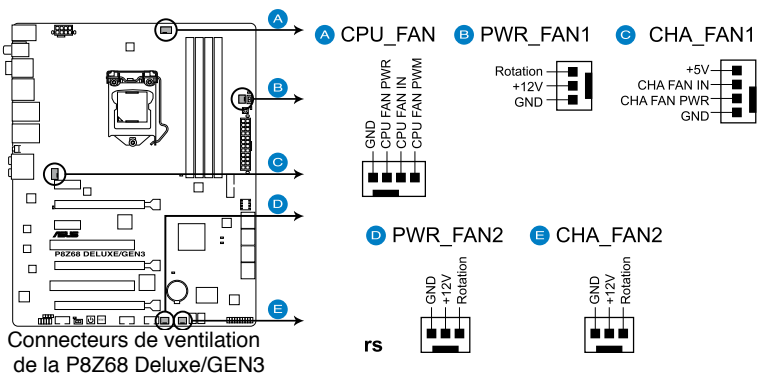 A CPU_FAN
B PWR_FAN1
C CHA_FAN1
A
B
C
D
E
GND
CPU FAN PWR
CPU FAN IN
CPU FAN PWM
Rotation
+12V
GND
+5V
CHA FAN IN
CHA FAN PWR
GND
D PWR_FAN2
E CHA_FAN2
GND
+12V
Rotation
GND
+12V
Rotation
rs
ASUS
P8Z68 DELUXE/GEN3
Connecteurs de ventilation
de la P8Z68 Deluxe/GEN3